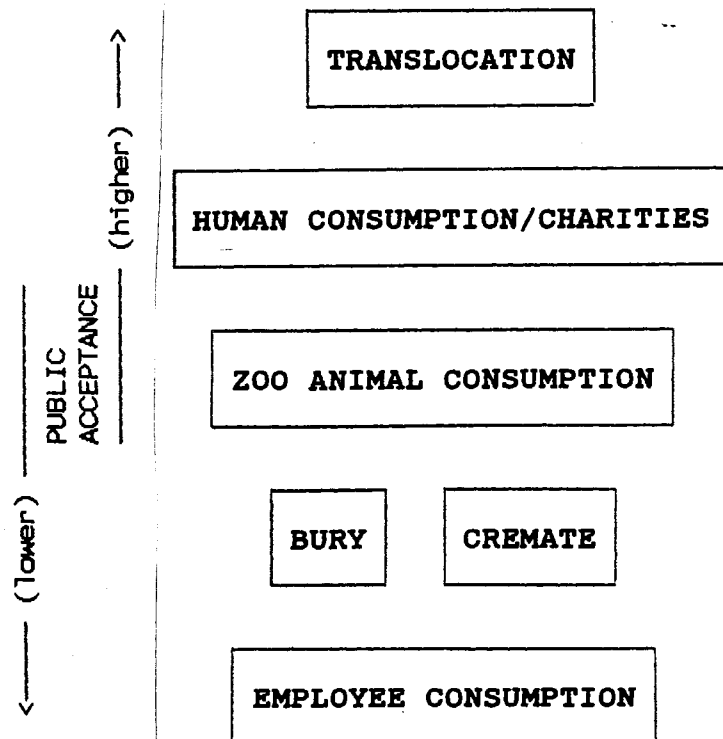 TRANSLOCATION
HUMAN CONSUMPTION/CHARITIES
ZOO ANIMAL CONSUMPTION
BURY
CREMATE
EMPLOYEE CONSUMPTION
PUBLIC
ACCEPTANCE
<—— (lower) ————
———— (higher) ——>